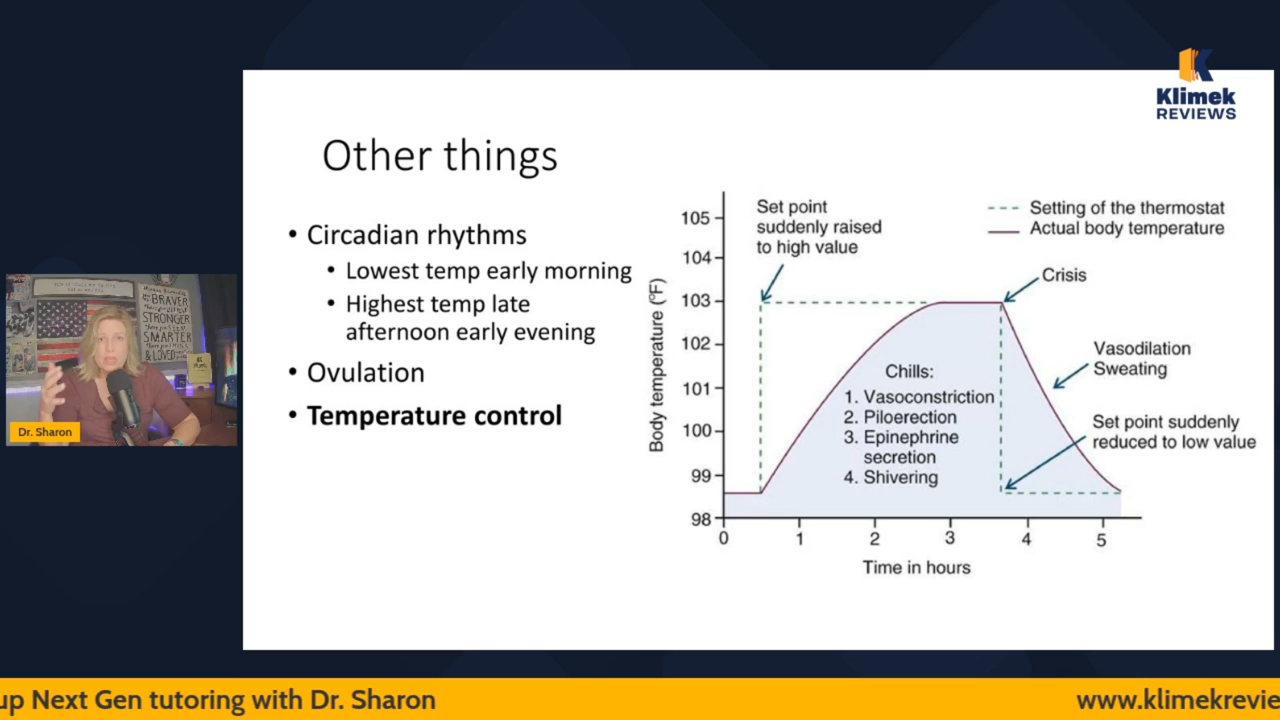 Klimek
REVIEWS
Other things
• Circadian rhythms
• Lowest temp early morning
• Highest temp late
afternoon early evening
• Ovulation
• Temperature control
Set point
suddenly raised
to high value
Setting of the thermostat
Actual body temperature
Crisis
Vasodilation
Sweating
Set point suddenly
reduced to low value
Chills:
1. Vasoconstriction
2. Piloerection
3. Epinephrine
secretion
4. Shivering
Body temperature (°F)
105
104
103
102
101
100
99
98
0 1 2 3 4 5
Time in hours
BRAVER
STRONGER
SMARTER
& LOVED
Dr. Sharon
up Next Gen tutoring with Dr. Sharon
www.klimekrevie